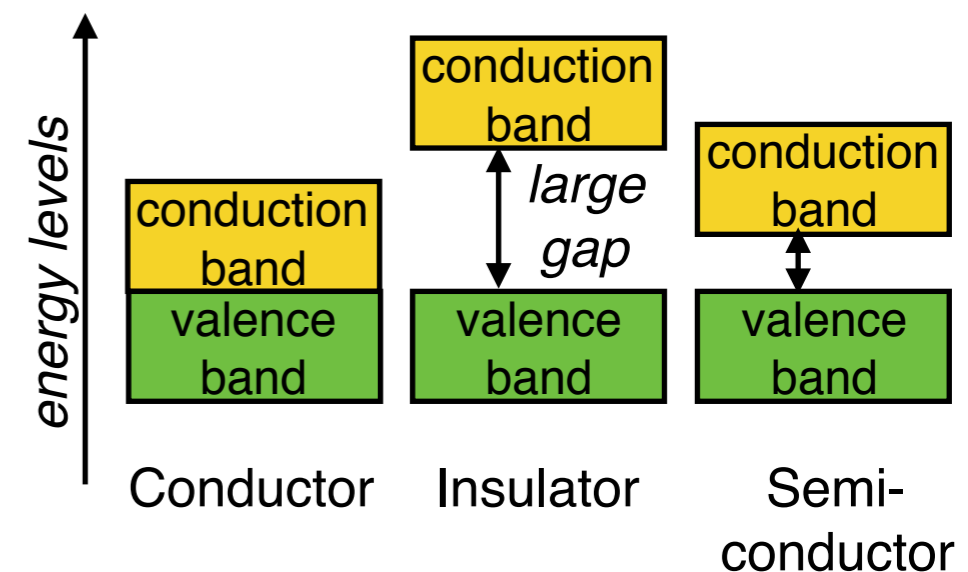 energy levels
conduction
band
valence
band
Conductor
conduction
band
large
gap
valence
band
Insulator
conduction
band
valence
band
Semi-
conductor